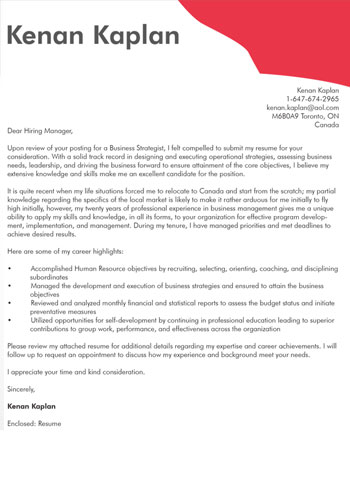 Kenan Kaplan
Kenan Kaplan
1-647-674-2965
kenan.kaplan@aol.com
M6B0A9 Toronto, ON
Canada
Dear Hiring Manager,
Upon review of your posting for a Business Strategist, I felt compelled to submit my resume for your
consideration. With a solid track record in designing and executing operational strategies, assessing business
needs, leadership, and driving the business forward to ensure attainment of the core objectives, I believe my
extensive knowledge and skills make me an excellent candidate for the position.
It is quite recent when my life situations forced me to relocate to Canada and start from the scratch; my partial
knowledge regarding the specifics of the local market is likely to make it rather arduous for me initially to fly
high initially, however, my twenty years of professional experience in business management gives me a unique
ability to apply my skills and knowledge, in all its forms, to your organization for effective program develop-
ment, implementation, and management. During my tenure, I have managed priorities and met deadlines to
achieve desired results.
Here are some of my career highlights:
• Accomplished Human Resource objectives by recruiting, selecting, orienting, coaching, and disciplining
subordinates
• Managed the development and execution of business strategies and ensured to attain the business
objectives
• Reviewed and analyzed monthly financial and statistical reports to assess the budget status and initiate
preventative measures
• Utilized opportunities for self-development by continuing in professional education leading to superior
contributions to group work, performance, and effectiveness across the organization
Please review my attached resume for additional details regarding my expertise and career achievements. I will
follow up to request an appointment to discuss how my experience and background meet your needs.
I appreciate your time and kind consideration.
Sincerely,
Kenan Kaplan
Enclosed: Resume